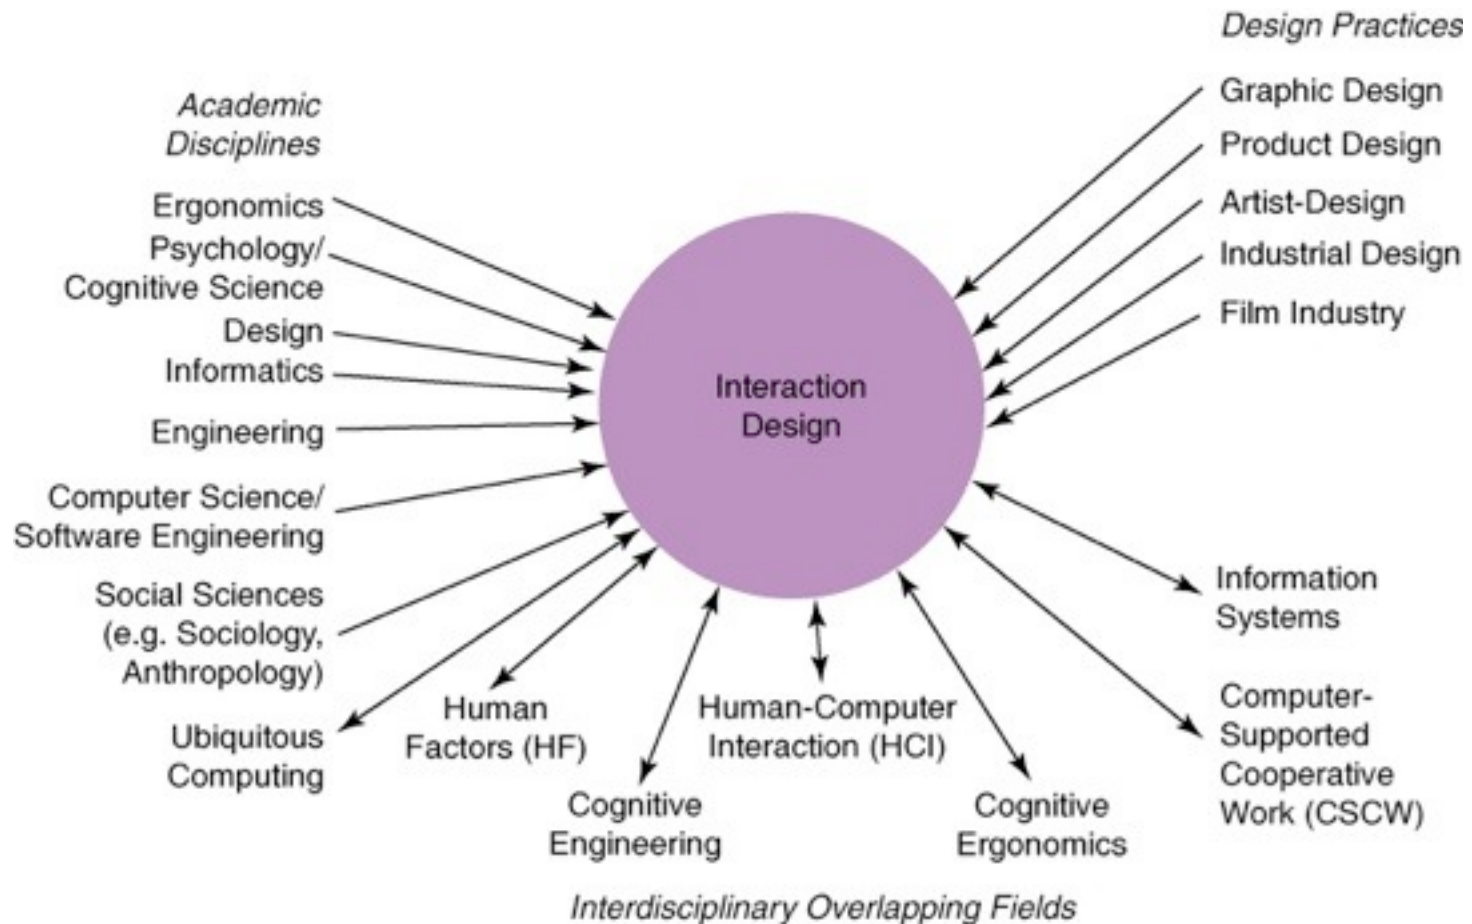 Academic
Disciplines
Ergonomics
Psychology/
Cognitive Science
Design
Informatics
Engineering
Computer Science/
Software Engineering
Social Sciences
(e.g. Sociology,
Anthropology)
Ubiquitous
Computing
Human
Factors (HF)
Cognitive
Engineering
Human-Computer
Interaction (HCI)
Cognitive
Ergonomics
Interdisciplinary Overlapping Fields
Interaction
Design
Design Practices
Graphic Design
Product Design
Artist-Design
Industrial Design
Film Industry
Information
Systems
Computer-
Supported
Cooperative
Work (CSCW)